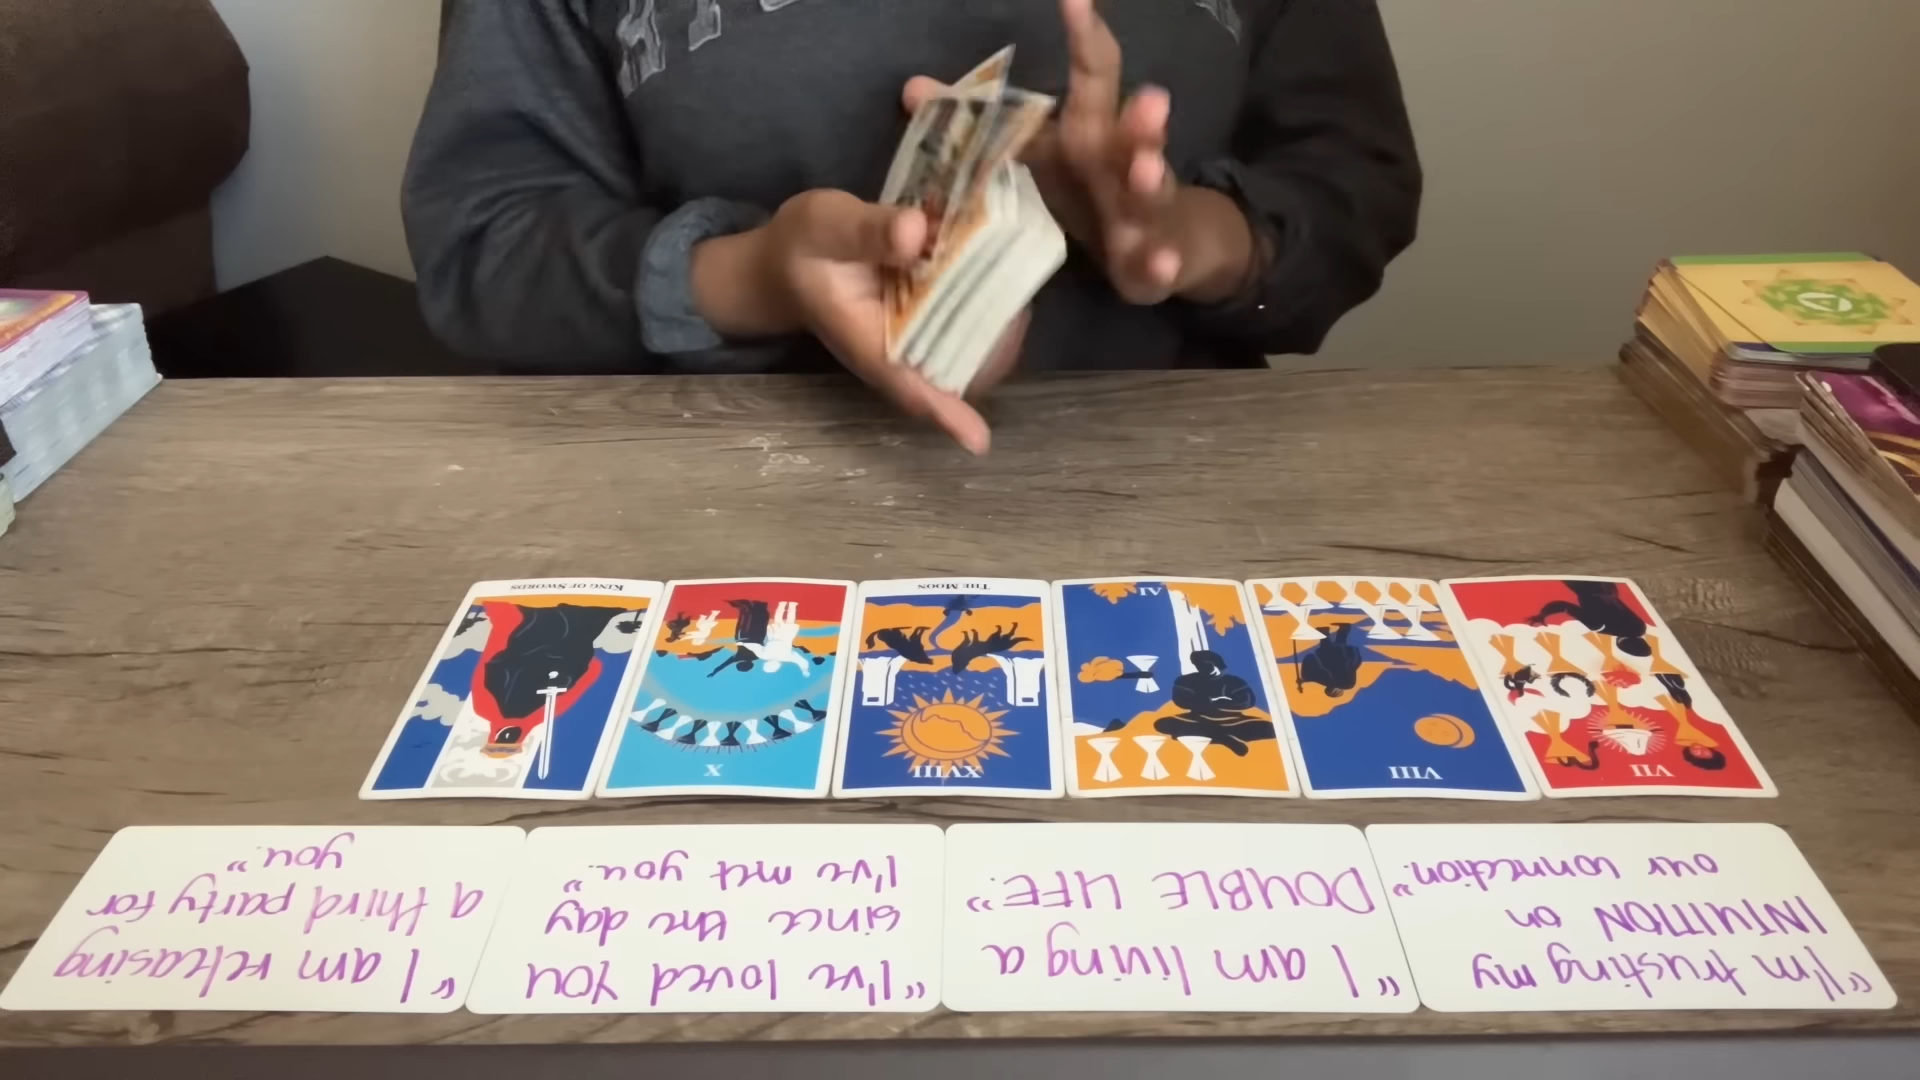 "I'm trusting my
INTUITION on
our connection."
"I am living a
DOUBLE LIFE."
"I've loved you
since the day
I've met you."
"I am releasing
a third party for
you."
VII
VIII
IV
XVIII
THE MOON
X
KING OF SWORDS